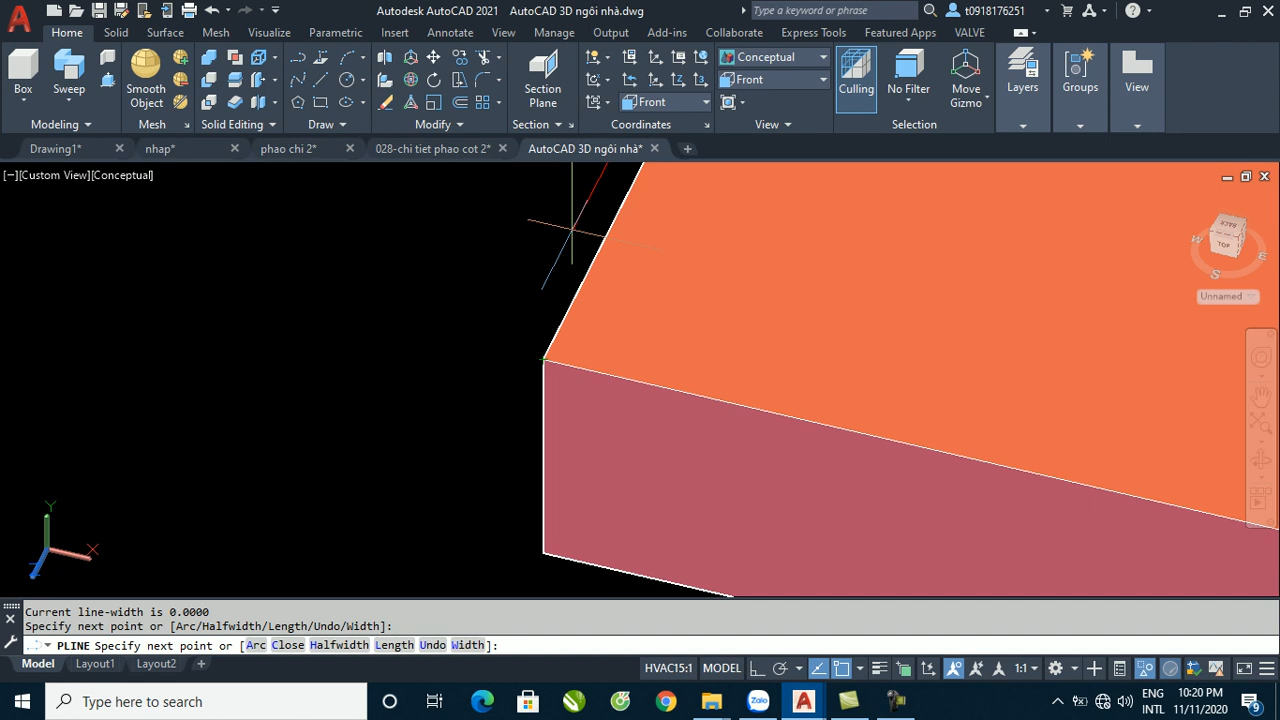 Autodesk AutoCAD 2021 AutoCAD 3D ngôi nhà.dwg
Type a keyword or phrase
t0918176251
Home Solid Surface Mesh Visualize Parametric Insert Annotate View Manage Output Add-ins Collaborate Express Tools Featured Apps VALVE
Box
Sweep
Smooth
Object
Section
Plane
Front
Conceptual
Front
Culling
No Filter
Move
Gizmo
Layers
Groups
View
Modeling Mesh Solid Editing Draw Modify Section Coordinates View Selection
Drawing1* nhap* phao chi 2* 028-chi tiet phao cot 2* AutoCAD 3D ngôi nhà*
[−][Custom View][Conceptual]
BACK
TOP
W
E
S
Unnamed
Y
X
Current line-width is 0.0000
Specify next point or [Arc/Halfwidth/Length/Undo/Width]:
PLINE Specify next point or [Arc Close Halfwidth Length Undo Width]:
Model Layout1 Layout2
HVAC15:1 MODEL 1:1
Type here to search
ENG
INTL
10:20 PM
11/11/2020
9